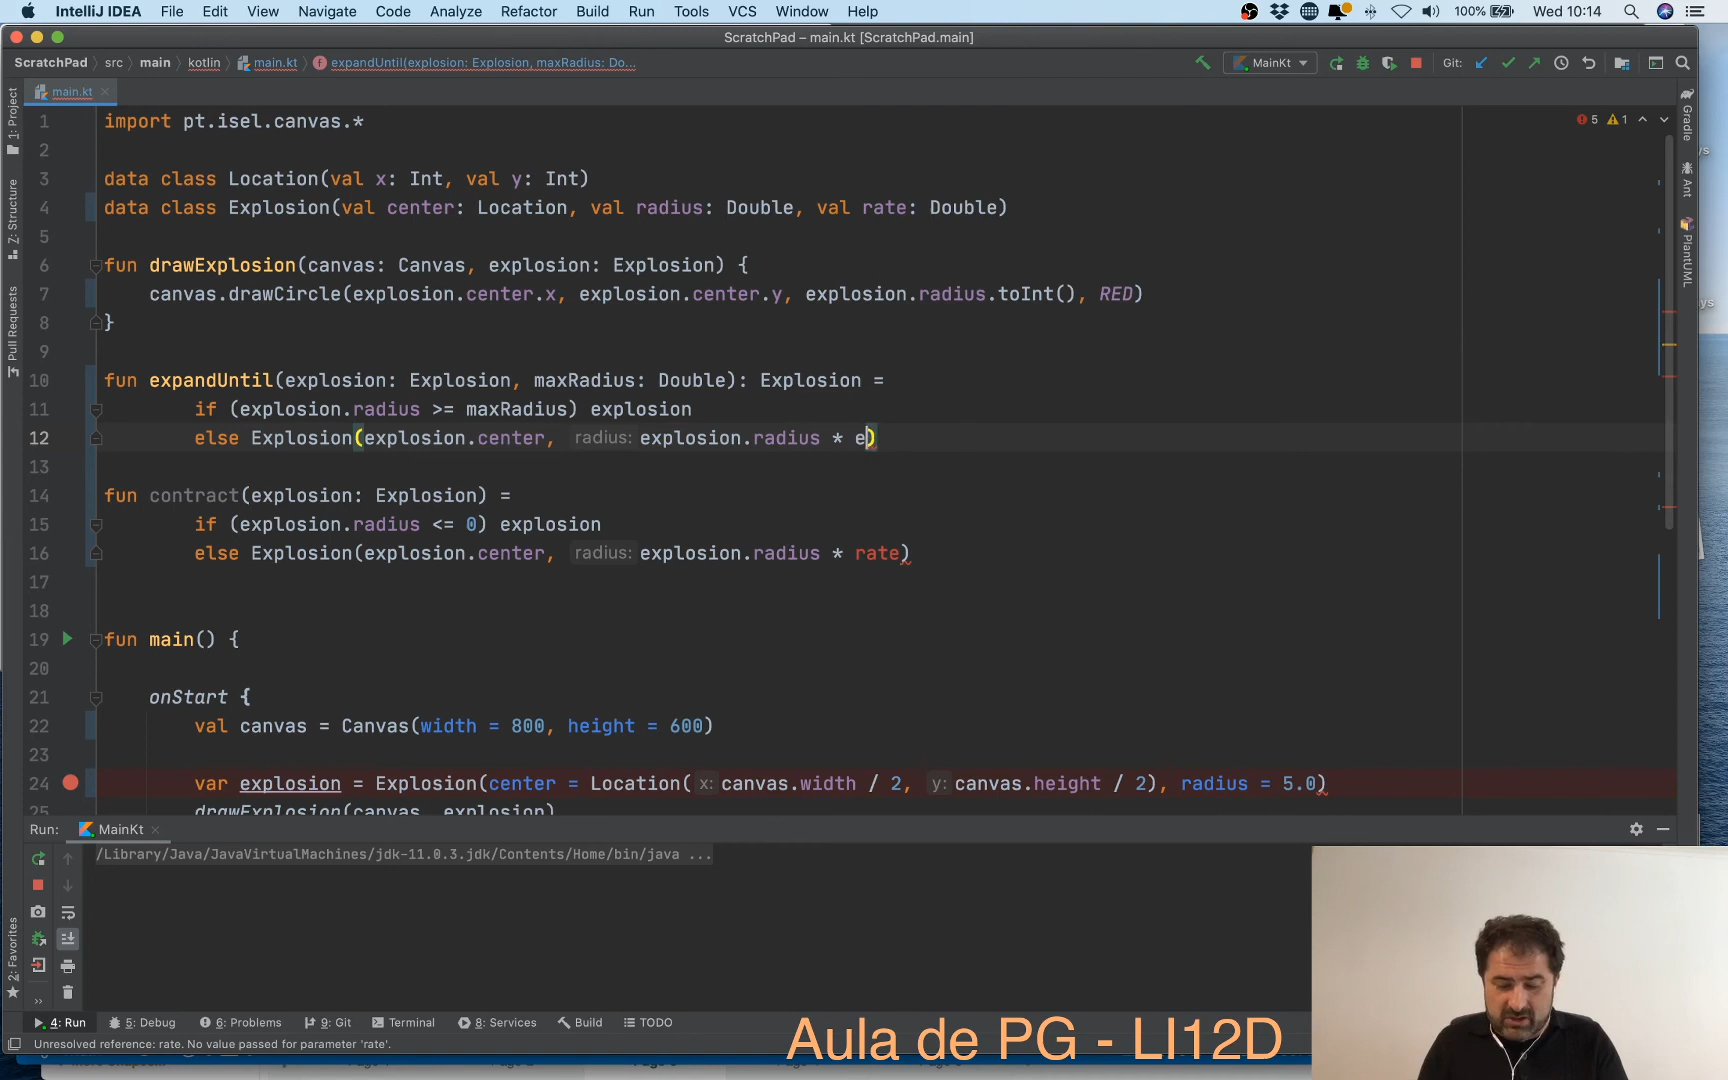 IntelliJ IDEA File Edit View Navigate Code Analyze Refactor Build Run Tools VCS Window Help 100% Wed 10:14
ScratchPad – main.kt [ScratchPad.main]
ScratchPad src main kotlin main.kt expandUntil(explosion: Explosion, maxRadius: Do... MainKt Git:
main.kt
5 1
1 import pt.isel.canvas.*
2
3 data class Location(val x: Int, val y: Int)
4 data class Explosion(val center: Location, val radius: Double, val rate: Double)
5
6 fun drawExplosion(canvas: Canvas, explosion: Explosion) {
7 canvas.drawCircle(explosion.center.x, explosion.center.y, explosion.radius.toInt(), RED)
8 }
9
10 fun expandUntil(explosion: Explosion, maxRadius: Double): Explosion =
11 if (explosion.radius >= maxRadius) explosion
12 else Explosion(explosion.center, radius: explosion.radius * e)
13
14 fun contract(explosion: Explosion) =
15 if (explosion.radius <= 0) explosion
16 else Explosion(explosion.center, radius: explosion.radius * rate)
17
18
19 fun main() {
20
21 onStart {
22 val canvas = Canvas(width = 800, height = 600)
23
24 var explosion = Explosion(center = Location( x: canvas.width / 2, y: canvas.height / 2), radius = 5.0)
25 drawExplosion(canvas, explosion)
1: Project
7: Structure
Pull Requests
2: Favorites
Gradle
Ant
PlantUML
Run: MainKt
/Library/Java/JavaVirtualMachines/jdk-11.0.3.jdk/Contents/Home/bin/java ...
4: Run 5: Debug 6: Problems 9: Git Terminal 8: Services Build TODO
Unresolved reference: rate. No value passed for parameter 'rate'.
Aula de PG - LI12D